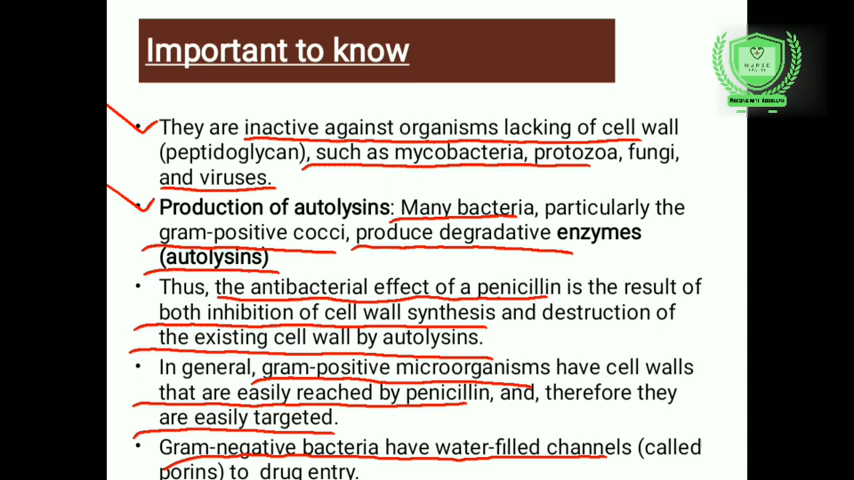 Important to know
• They are inactive against organisms lacking of cell wall
(peptidoglycan), such as mycobacteria, protozoa, fungi,
and viruses.
• Production of autolysins: Many bacteria, particularly the
gram-positive cocci, produce degradative enzymes
(autolysins)
• Thus, the antibacterial effect of a penicillin is the result of
both inhibition of cell wall synthesis and destruction of
the existing cell wall by autolysins.
• In general, gram-positive microorganisms have cell walls
that are easily reached by penicillin, and, therefore they
are easily targeted.
• Gram-negative bacteria have water-filled channels (called
porins) to drug entry.
NURSE